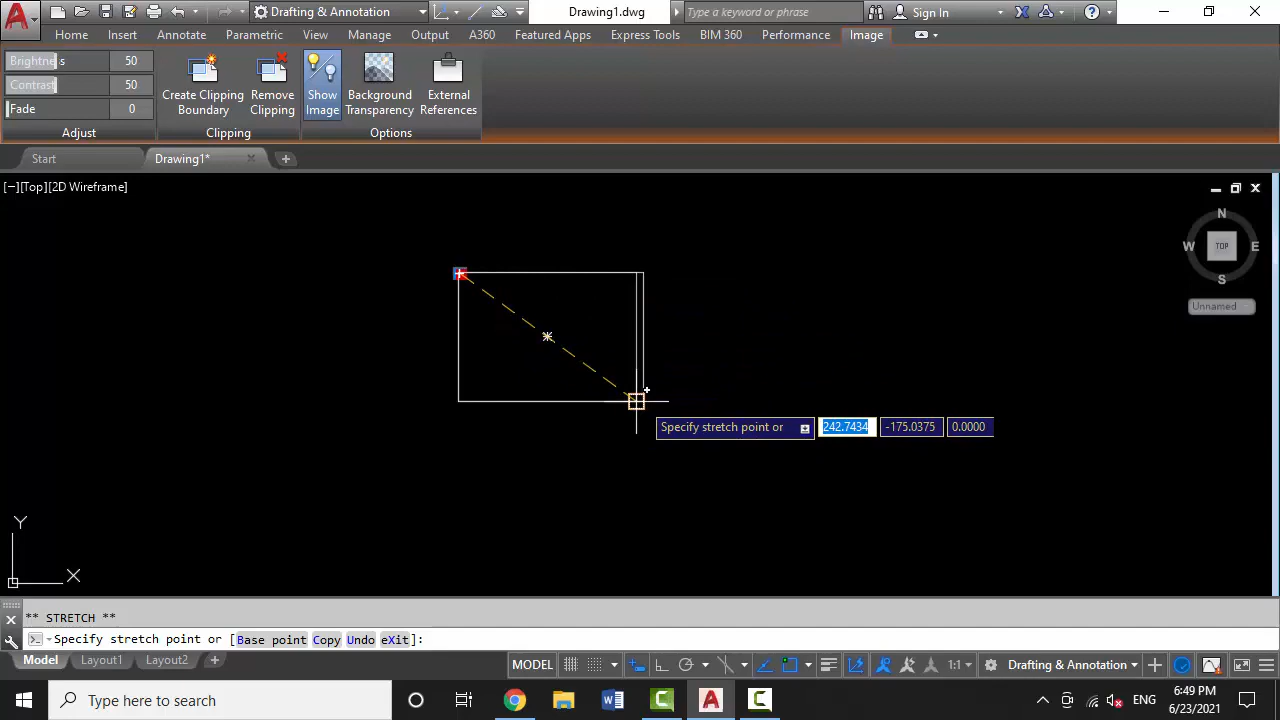 Drafting & Annotation
Drawing1.dwg
Type a keyword or phrase
Sign In
Home Insert Annotate Parametric View Manage Output A360 Featured Apps Express Tools BIM 360 Performance Image
Brightness 50
Contrast 50
Fade 0
Create Clipping Boundary
Remove Clipping
Show Image
Background Transparency
External References
Adjust Clipping Options
Start Drawing1*
[−][Top][2D Wireframe]
N
W TOP E
S
Unnamed
Specify stretch point or 242.7434 -175.0375 0.0000
Y
X
** STRETCH **
Specify stretch point or [Base point Copy Undo eXit]:
Model Layout1 Layout2 MODEL 1:1 Drafting & Annotation
Type here to search
ENG
6:49 PM
6/23/2021